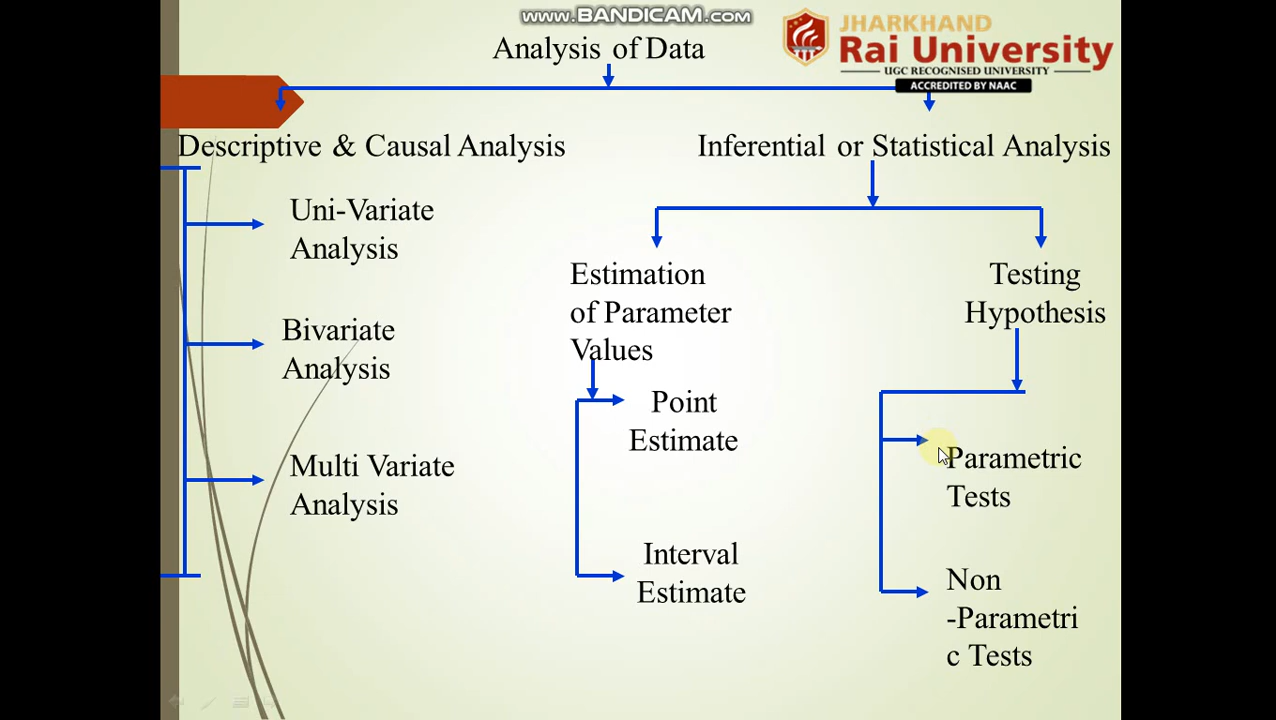 www.BANDICAM.com
JHARKHAND
Rai University
UGC RECOGNISED UNIVERSITY
ACCREDITED BY NAAC
Analysis of Data
Descriptive & Causal Analysis
Uni-Variate
Analysis
Bivariate
Analysis
Multi Variate
Analysis
Inferential or Statistical Analysis
Estimation
of Parameter
Values
Point
Estimate
Interval
Estimate
Testing
Hypothesis
Parametric
Tests
Non
-Parametri
c Tests